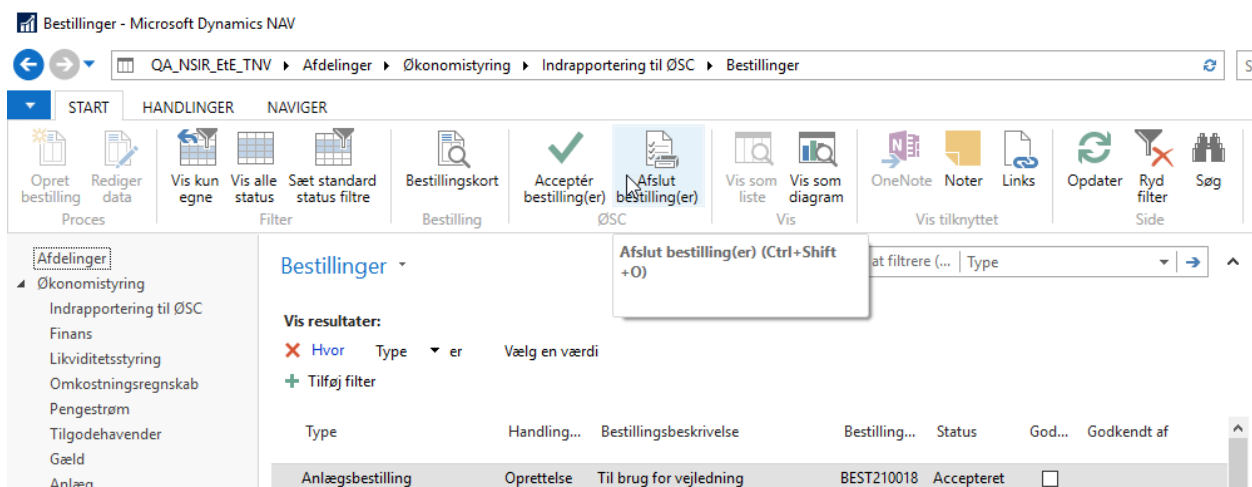 Bestillinger - Microsoft Dynamics NAV
QA_NSIR_EtE_TNV Afdelinger Økonomistyring Indrapportering til ØSC Bestillinger
START HANDLINGER NAVIGER
Opret bestilling
Rediger data
Vis kun egne
Vis alle status
Sæt standard status filtre
Bestillingskort
Acceptér bestilling(er)
Afslut bestilling(er)
Vis som liste
Vis som diagram
OneNote
Noter
Links
Opdater
Ryd filter
Søg
Proces Filter Bestilling ØSC Vis Vis tilknyttet Side
Afdelinger
Økonomistyring
Indrapportering til ØSC
Finans
Likviditetsstyring
Omkostningsregnskab
Pengestrøm
Tilgodehavender
Gæld
Anlæg
Bestillinger
Afslut bestilling(er) (Ctrl+Shift
+O)
at filtrere (... Type
Vis resultater:
Hvor Type er Vælg en værdi
Tilføj filter
Type Handling... Bestillingsbeskrivelse Bestilling... Status God... Godkendt af
Anlægsbestilling Oprettelse Til brug for vejledning BEST210018 Accepteret